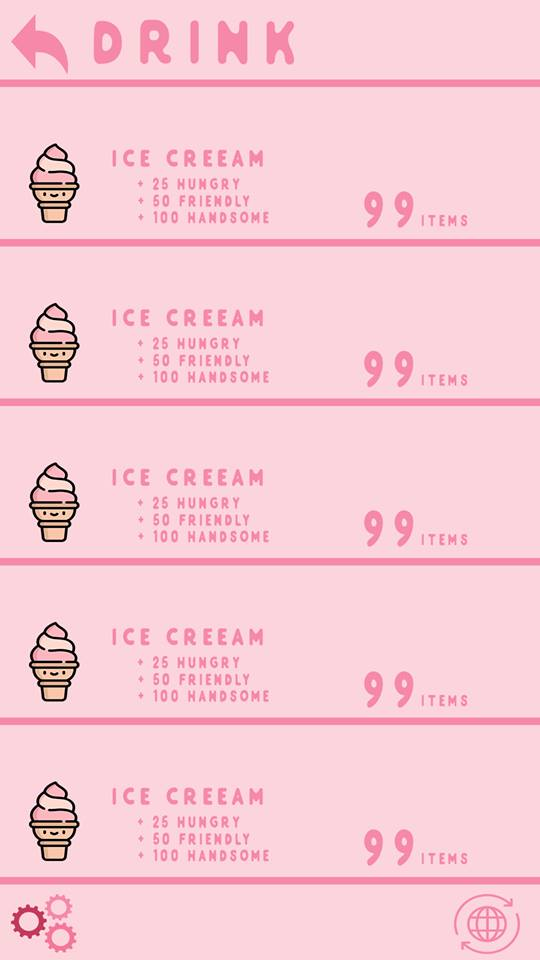 DRINK
ICE CREEAM
+ 25 HUNGRY
+ 50 FRIENDLY
+ 100 HANDSOME
99 ITEMS
ICE CREEAM
+ 25 HUNGRY
+ 50 FRIENDLY
+ 100 HANDSOME
99 ITEMS
ICE CREEAM
+ 25 HUNGRY
+ 50 FRIENDLY
+ 100 HANDSOME
99 ITEMS
ICE CREEAM
+ 25 HUNGRY
+ 50 FRIENDLY
+ 100 HANDSOME
99 ITEMS
ICE CREEAM
+ 25 HUNGRY
+ 50 FRIENDLY
+ 100 HANDSOME
99 ITEMS